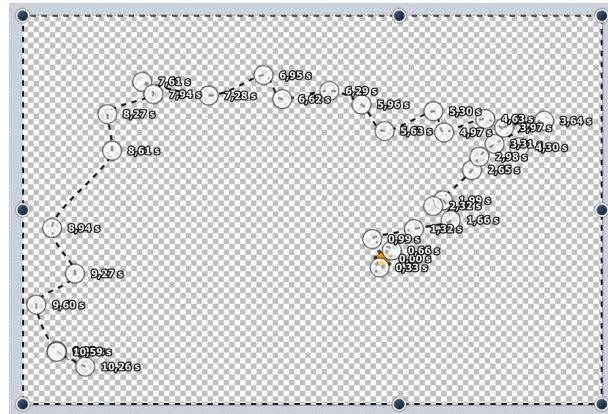 7,61 s
6,95 s
7,94 s
7,28 s
6,62 s
6,29 s
5,96 s
8,27 s
5,30 s
4,63 s
3,64 s
3,97 s
5,63 s
4,97 s
3,31 s
4,30 s
8,61 s
2,98 s
2,65 s
1,99 s
2,32 s
1,66 s
8,94 s
1,32 s
0,99 s
0,66 s
0,00 s
0,33 s
9,27 s
9,60 s
10,59 s
10,26 s